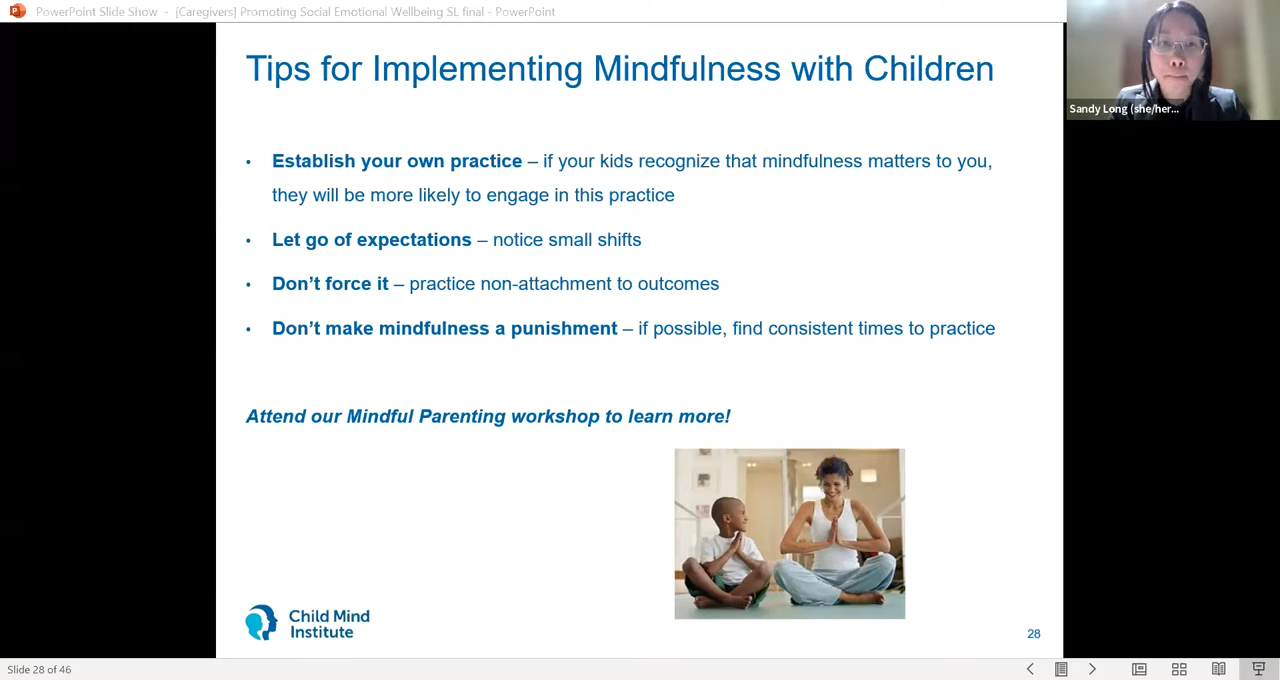 PowerPoint Slide Show - [Caregivers] Promoting Social Emotional Wellbeing SL final - PowerPoint
Tips for Implementing Mindfulness with Children
Sandy Long (she/her...
• Establish your own practice – if your kids recognize that mindfulness matters to you,
they will be more likely to engage in this practice
• Let go of expectations – notice small shifts
• Don’t force it – practice non-attachment to outcomes
• Don’t make mindfulness a punishment – if possible, find consistent times to practice
Attend our Mindful Parenting workshop to learn more!
Child Mind
Institute
28
Slide 28 of 46